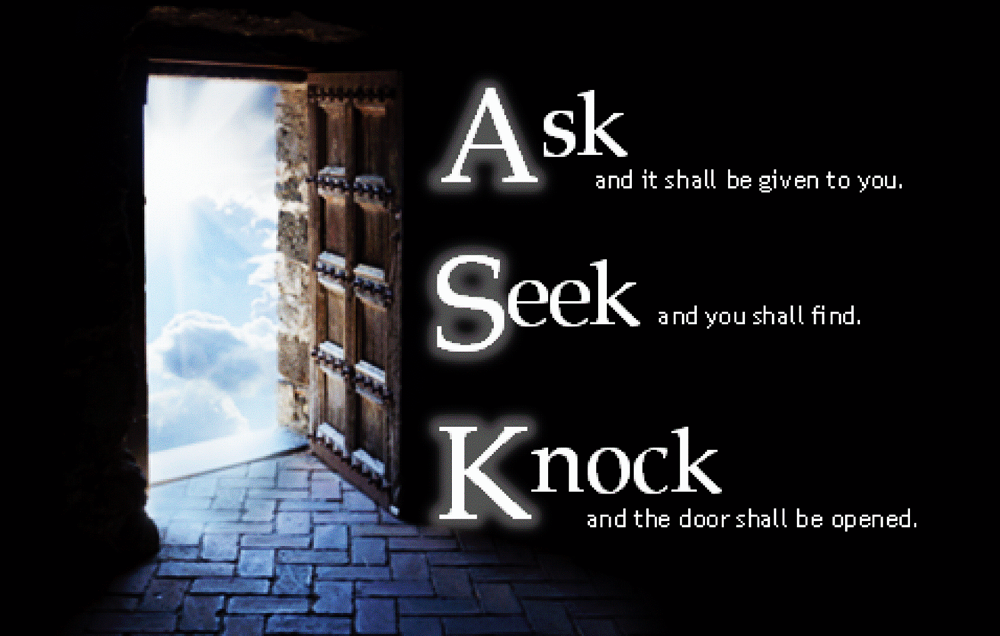 Ask
and it shall be given to you.
Seek and you shall find.
Knock
and the door shall be opened.